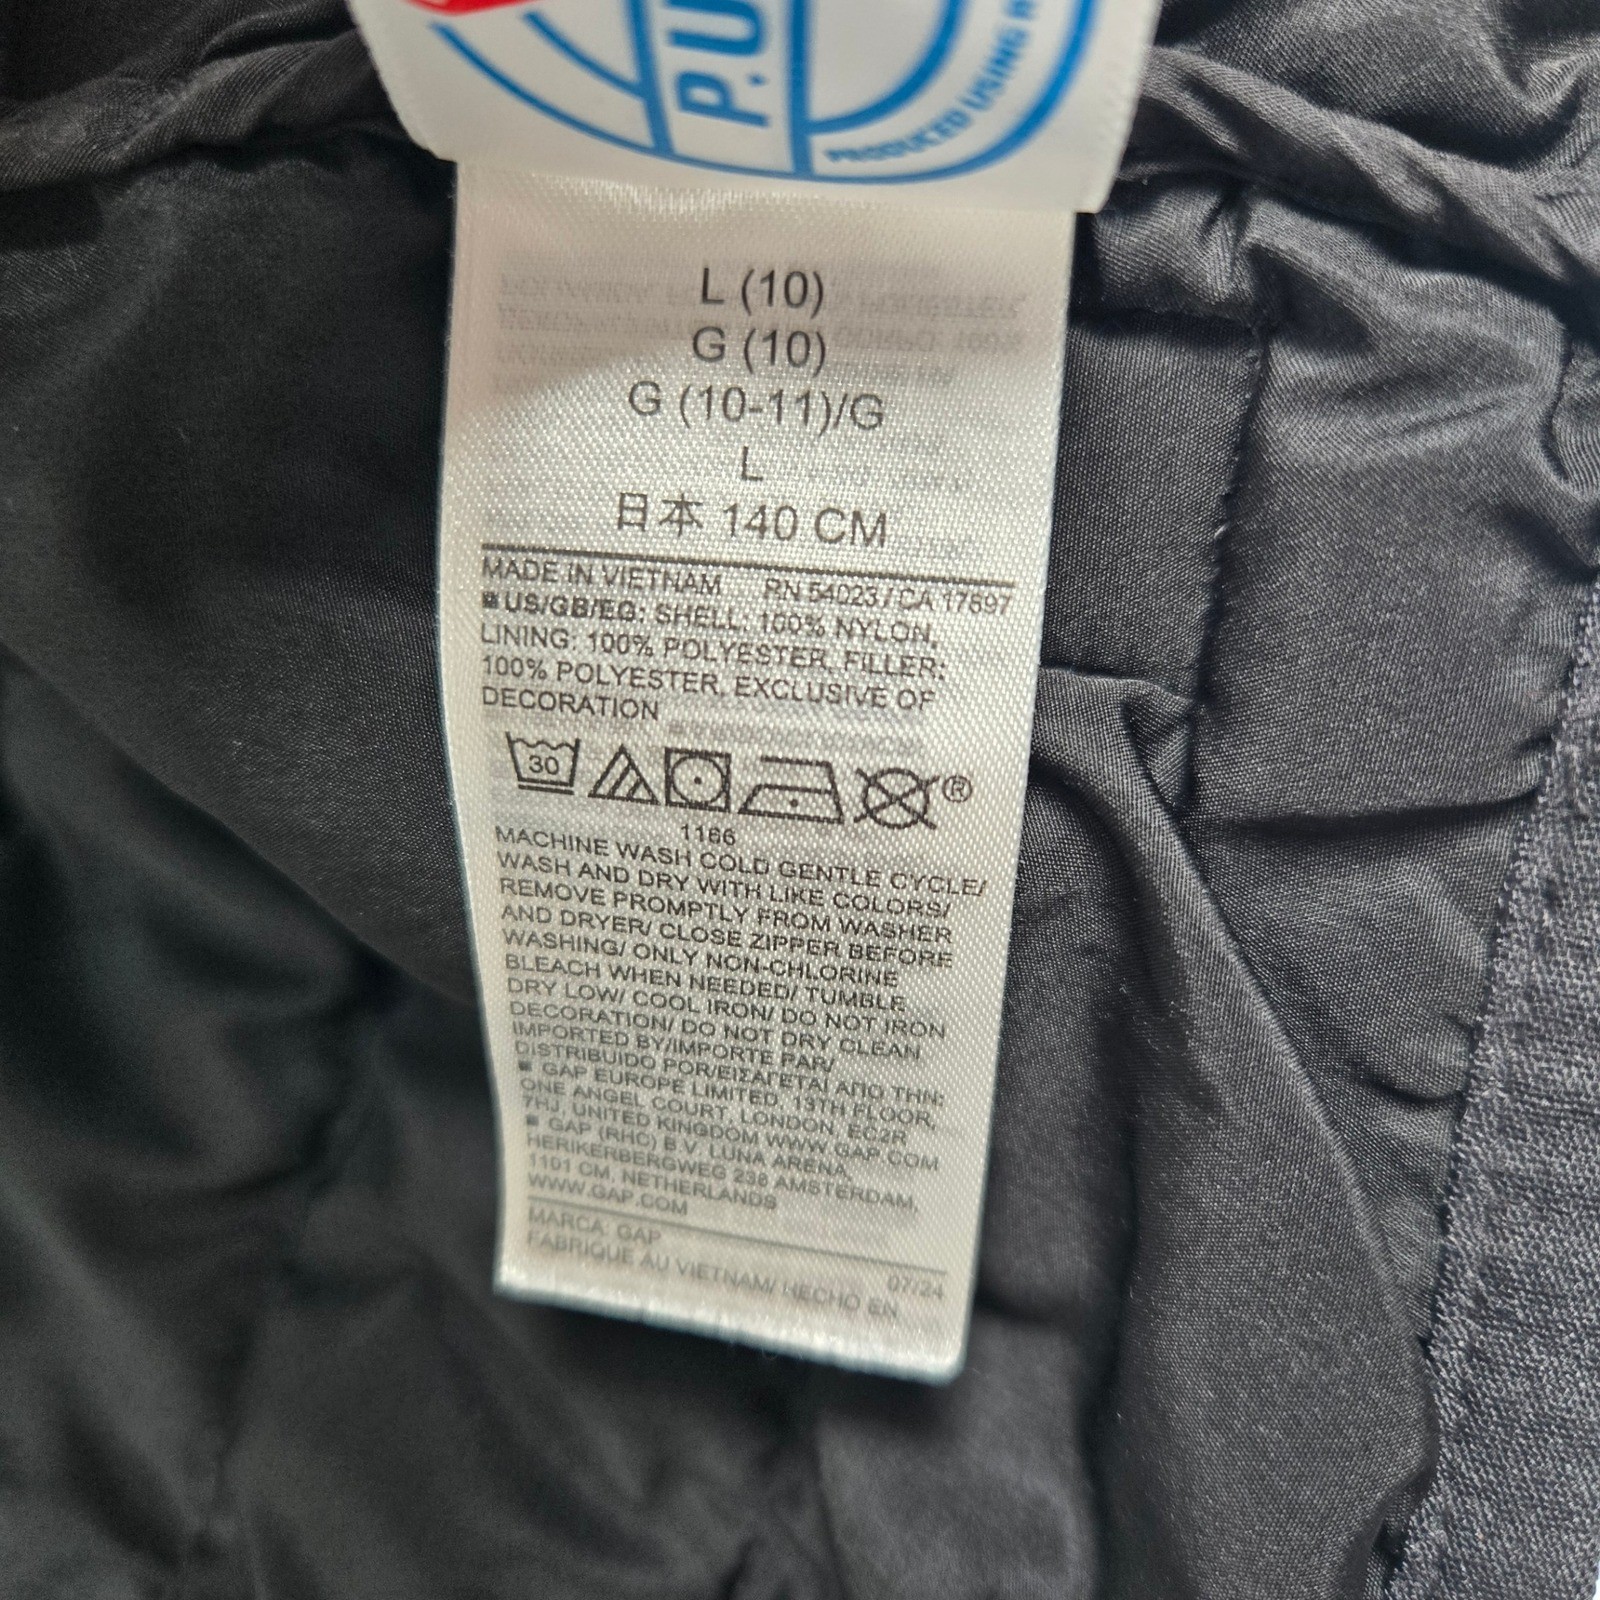 P.U
PRODUCED USING
L (10)
G (10)
G (10-11)/G
L
日本 140 CM
MADE IN VIETNAM RN 54023 / CA 17897
US/GB/EG: SHELL: 100% NYLON,
LINING: 100% POLYESTER, FILLER:
100% POLYESTER, EXCLUSIVE OF
DECORATION
30
®
1166
MACHINE WASH COLD GENTLE CYCLE/
WASH AND DRY WITH LIKE COLORS/
REMOVE PROMPTLY FROM WASHER
AND DRYER/ CLOSE ZIPPER BEFORE
WASHING/ ONLY NON-CHLORINE
BLEACH WHEN NEEDED/ TUMBLE
DRY LOW/ COOL IRON/ DO NOT IRON
DECORATION/ DO NOT DRY CLEAN
IMPORTED BY/IMPORTE PAR/
DISTRIBUIDO POR/ΕΙΣΑΓΕΤΑΙ ΑΠΟ ΤΗΝ:
GAP EUROPE LIMITED, 13TH FLOOR,
ONE ANGEL COURT, LONDON, EC2R
7HJ, UNITED KINGDOM WWW.GAP.COM
GAP (RHC) B.V. LUNA ARENA,
HERIKERBERGWEG 238 AMSTERDAM,
1101 CM, NETHERLANDS
WWW.GAP.COM
MARCA: GAP 07/24
FABRIQUE AU VIETNAM/ HECHO EN